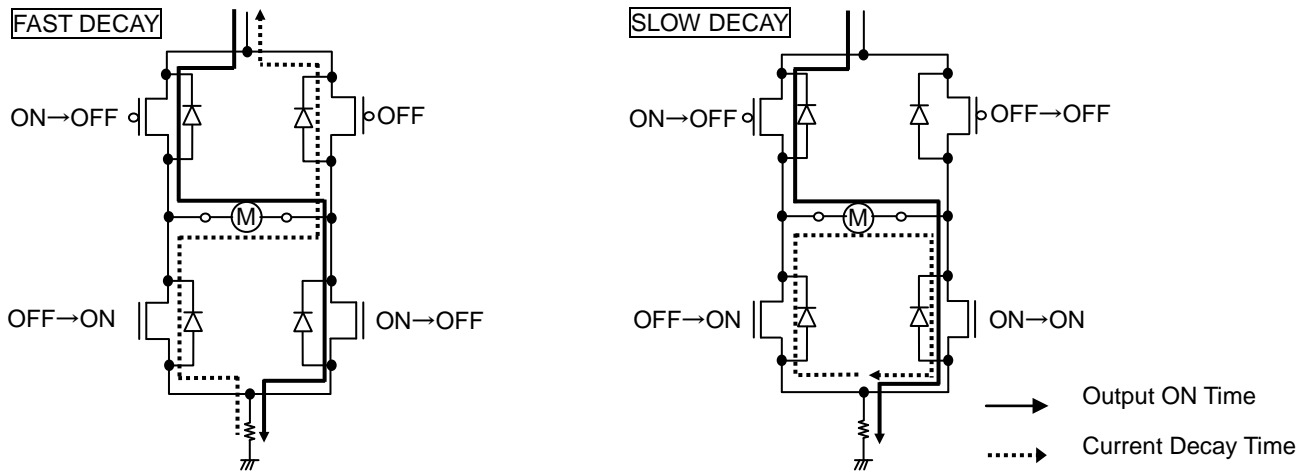 FAST DECAY
ON→OFF
OFF
M
OFF→ON
ON→OFF
SLOW DECAY
ON→OFF
OFF→OFF
M
OFF→ON
ON→ON
Output ON Time
Current Decay Time